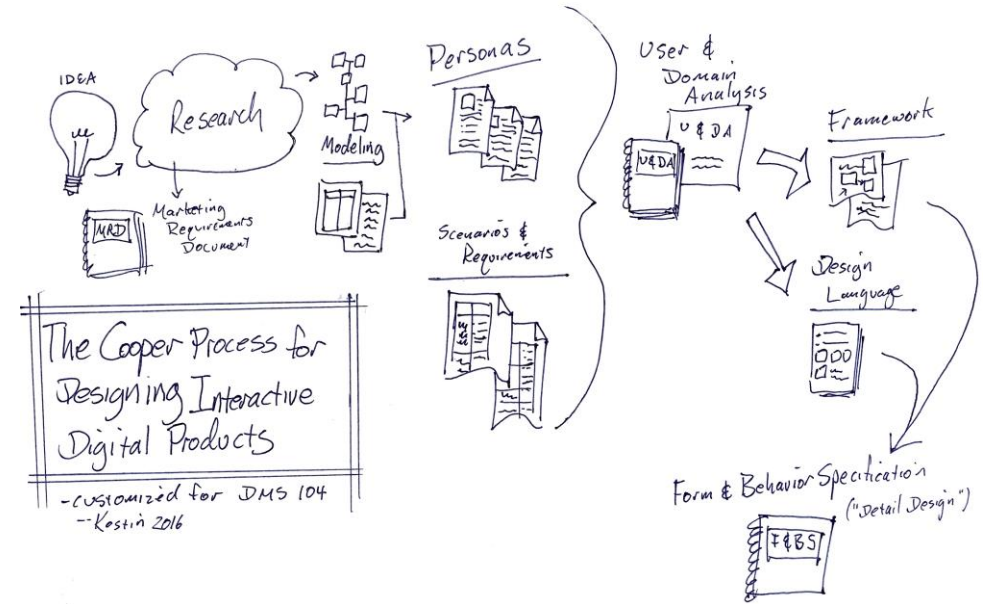 IDEA
Research
Marketing
Requirements
Document
MRD
Modeling
Personas
Scenarios &
Requirements
User &
Domain
Analysis
U & DA
U&DA
Framework
Design
Language
Form & Behavior Specification
("Detail Design")
F&BS
The Cooper Process for
Designing Interactive
Digital Products
-customized for DMS 104
--Kestin 2016